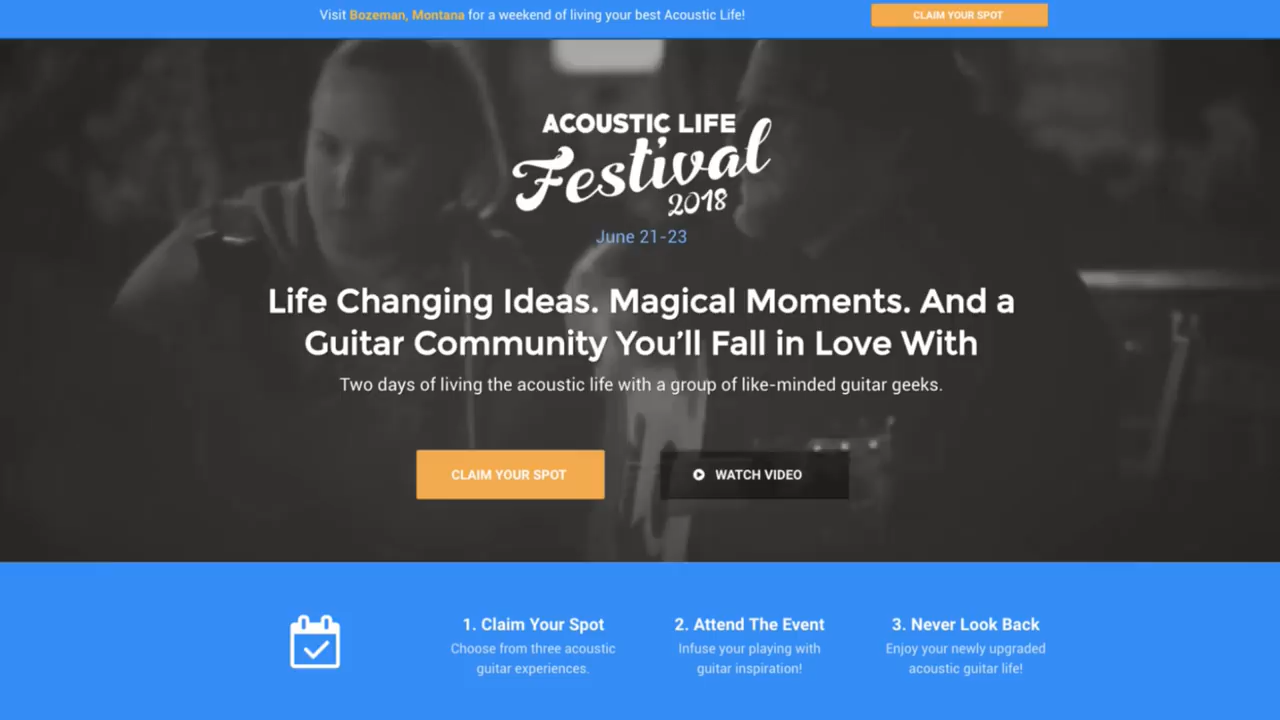 Visit Bozeman, Montana for a weekend of living your best Acoustic Life!
CLAIM YOUR SPOT
ACOUSTIC LIFE
Festival
2018
June 21-23
Life Changing Ideas. Magical Moments. And a
Guitar Community You’ll Fall in Love With
Two days of living the acoustic life with a group of like-minded guitar geeks.
CLAIM YOUR SPOT
WATCH VIDEO
1. Claim Your Spot
Choose from three acoustic
guitar experiences.
2. Attend The Event
Infuse your playing with
guitar inspiration!
3. Never Look Back
Enjoy your newly upgraded
acoustic guitar life!